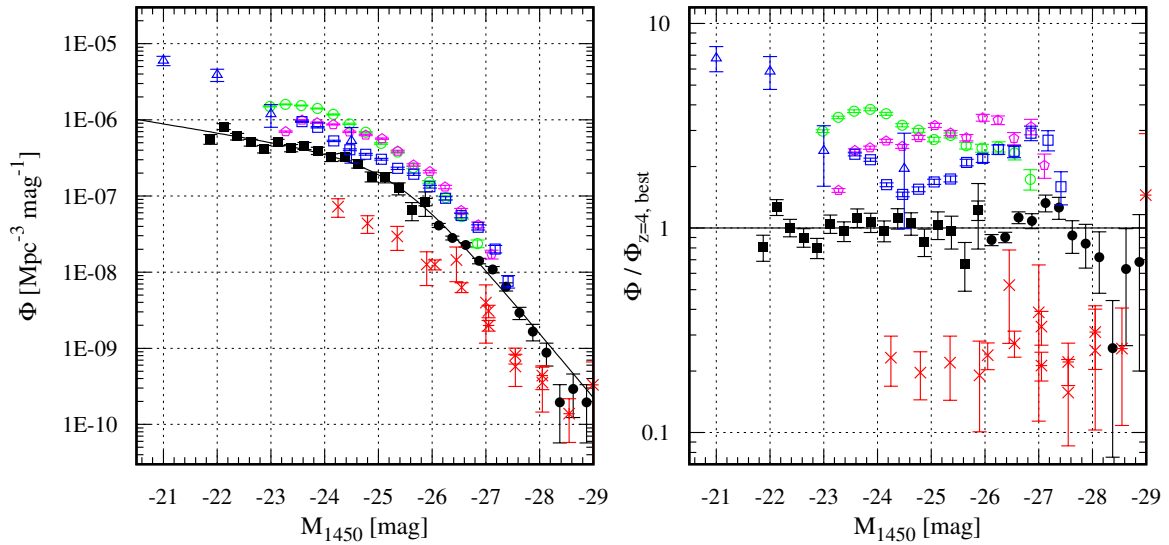 1E-05
1E-06
1E-07
1E-08
1E-09
1E-10
Φ [Mpc⁻³ mag⁻¹]
-21 -22 -23 -24 -25 -26 -27 -28 -29
M₁₄₅₀ [mag]
10
1
0.1
Φ / Φ z=4, best
-21 -22 -23 -24 -25 -26 -27 -28 -29
M₁₄₅₀ [mag]